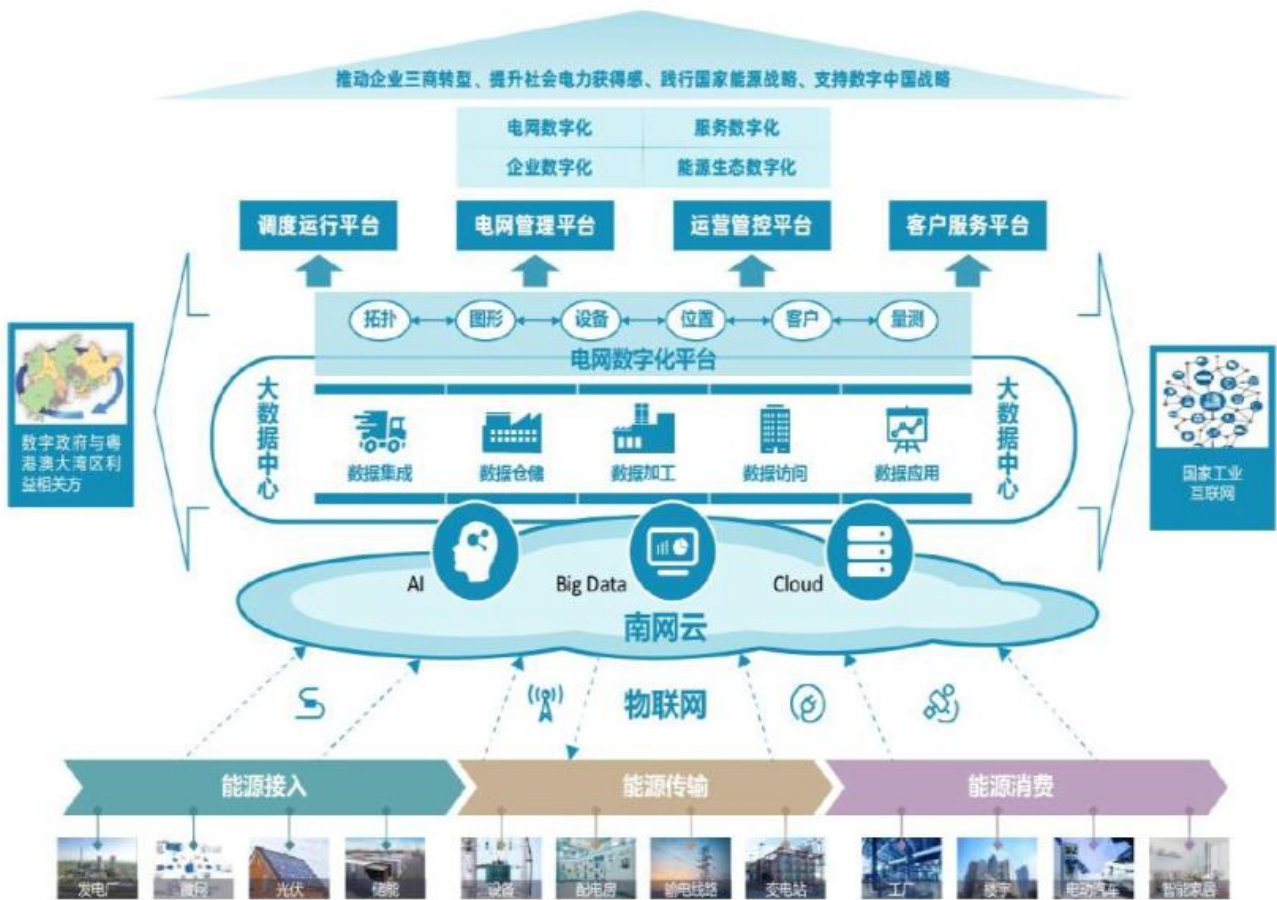 推动企业三商转型、提升社会电力获得感、践行国家能源战略、支持数字中国战略
电网数字化
服务数字化
企业数字化
能源生态数字化
调度运行平台
电网管理平台
运营管控平台
客户服务平台
拓扑
图形
设备
位置
客户
量测
电网数字化平台
大数据中心
数据集成
数据仓储
数据加工
数据访问
数据应用
大数据中心
数字政府与粤
港澳大湾区利
益相关方
国家工业
互联网
AI
Big Data
Cloud
南网云
物联网
能源接入
能源传输
能源消费
发电厂
微网
光伏
储能
设备
配电房
输电线路
变电站
工厂
楼宇
电动汽车
智能家居